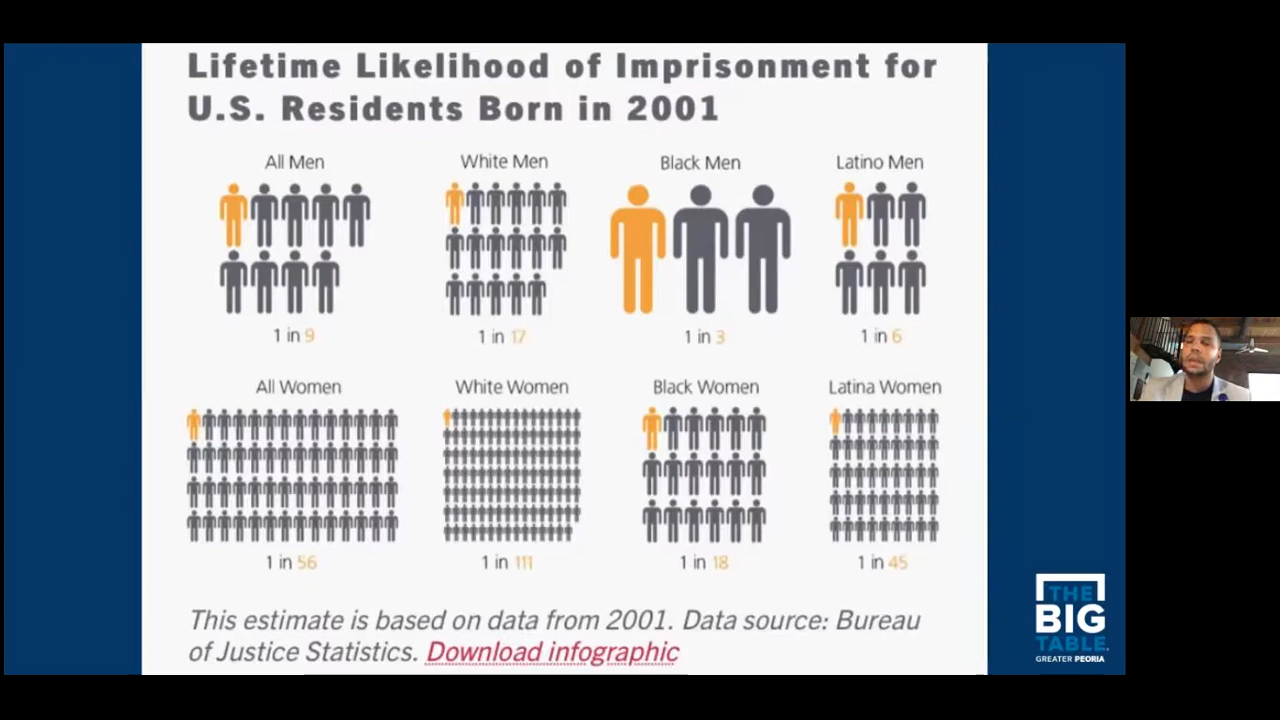 Lifetime Likelihood of Imprisonment for
U.S. Residents Born in 2001
All Men
White Men
Black Men
Latino Men
1 in 9
1 in 17
1 in 3
1 in 6
All Women
White Women
Black Women
Latina Women
1 in 56
1 in 111
1 in 18
1 in 45
This estimate is based on data from 2001. Data source: Bureau
of Justice Statistics. Download infographic
THE
BIG
TABLE.
GREATER PEORIA